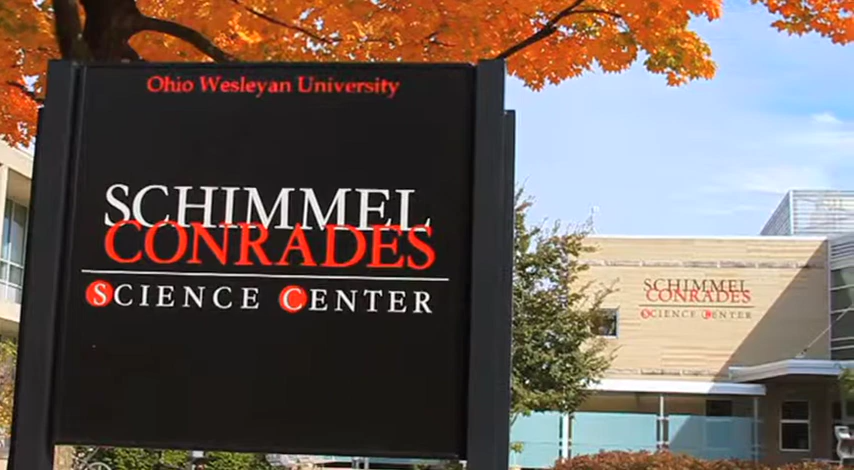 Ohio Wesleyan University
SCHIMMEL
CONRADES
SCIENCE CENTER
SCHIMMEL
CONRADES
SCIENCE CENTER